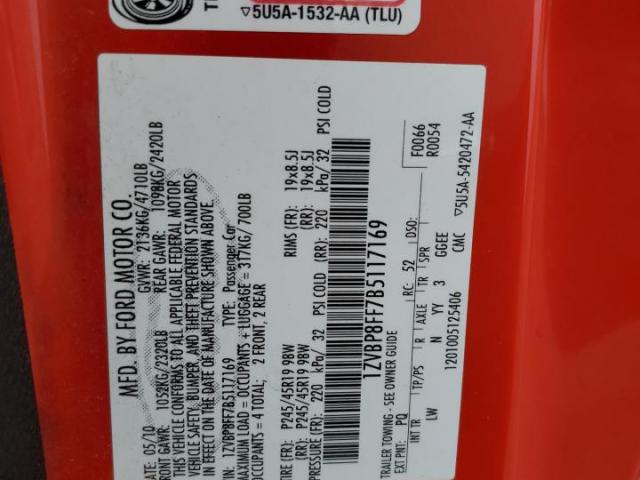 ▽5U5A-1532-AA (TLU)
MFD. BY FORD MOTOR CO.
DATE: 05/10 GVWR: 2136KG/4710LB
FRONT GAWR: 1052KG/2320LB REAR GAWR: 1098KG/2420LB
THIS VEHICLE CONFORMS TO ALL APPLICABLE FEDERAL MOTOR
VEHICLE SAFETY, BUMPER, AND THEFT PREVENTION STANDARDS
IN EFFECT ON THE DATE OF MANUFACTURE SHOWN ABOVE.
VIN: 1ZVBP8FF7B5117169 TYPE: Passenger Car
MAXIMUM LOAD = OCCUPANTS + LUGGAGE = 317KG/700LB
OCCUPANTS = 4 TOTAL: 2 FRONT, 2 REAR
TIRE (FR): P245/45R19 98W RIMS (FR): 19x8.5J
(RR): P245/45R19 98W (RR): 19x8.5J
PRESSURE (FR): 220 kPa/ 32 PSI COLD (RR): 220 kPa/ 32 PSI COLD
1ZVBP8FF7B5117169
TRAILER TOWING - SEE OWNER GUIDE
F0066
R0054
EXT PNT: PQ RC: 52 DSO:
INT TR TP/PS R AXLE TR SPR
LW N YY 3 GGEE
1201005125406 CMC ▽5U5A-5420472-AA